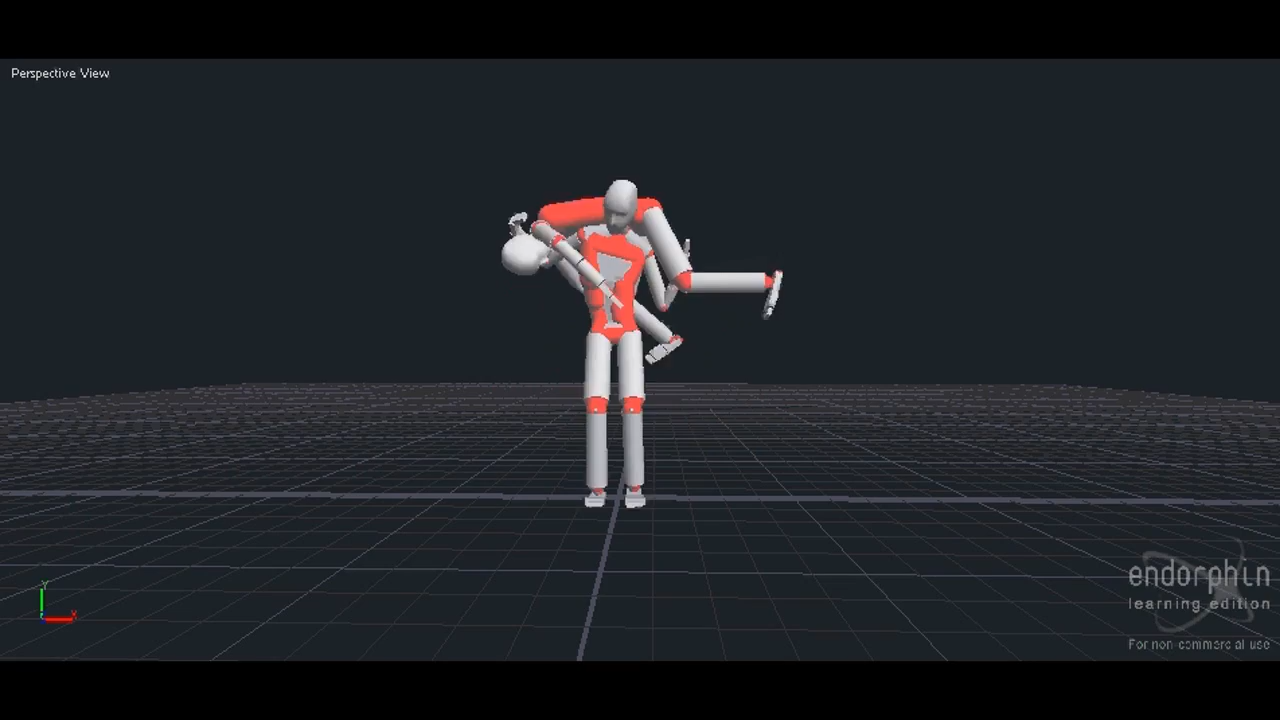 Perspective View
Y
X
endorphin
learning edition
For non-commercial use